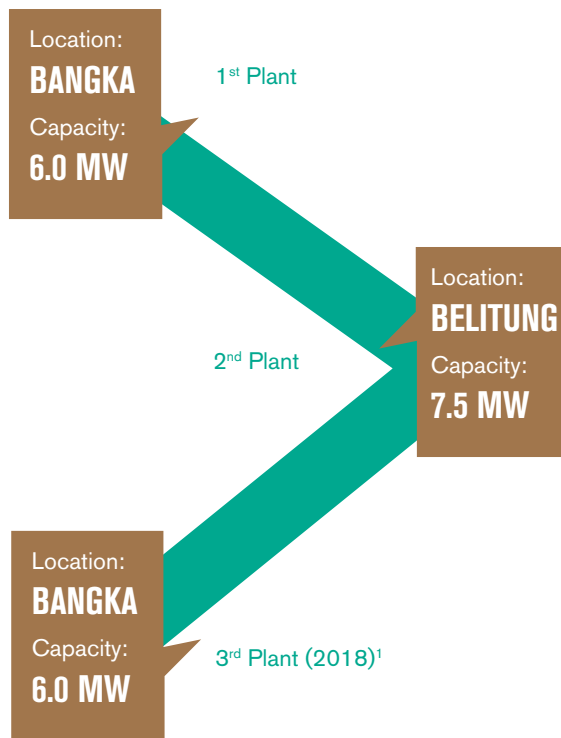 Location:
BANGKA
Capacity:
6.0 MW
1st Plant
Location:
BELITUNG
Capacity:
7.5 MW
2nd Plant
Location:
BANGKA
Capacity:
6.0 MW
3rd Plant (2018)1